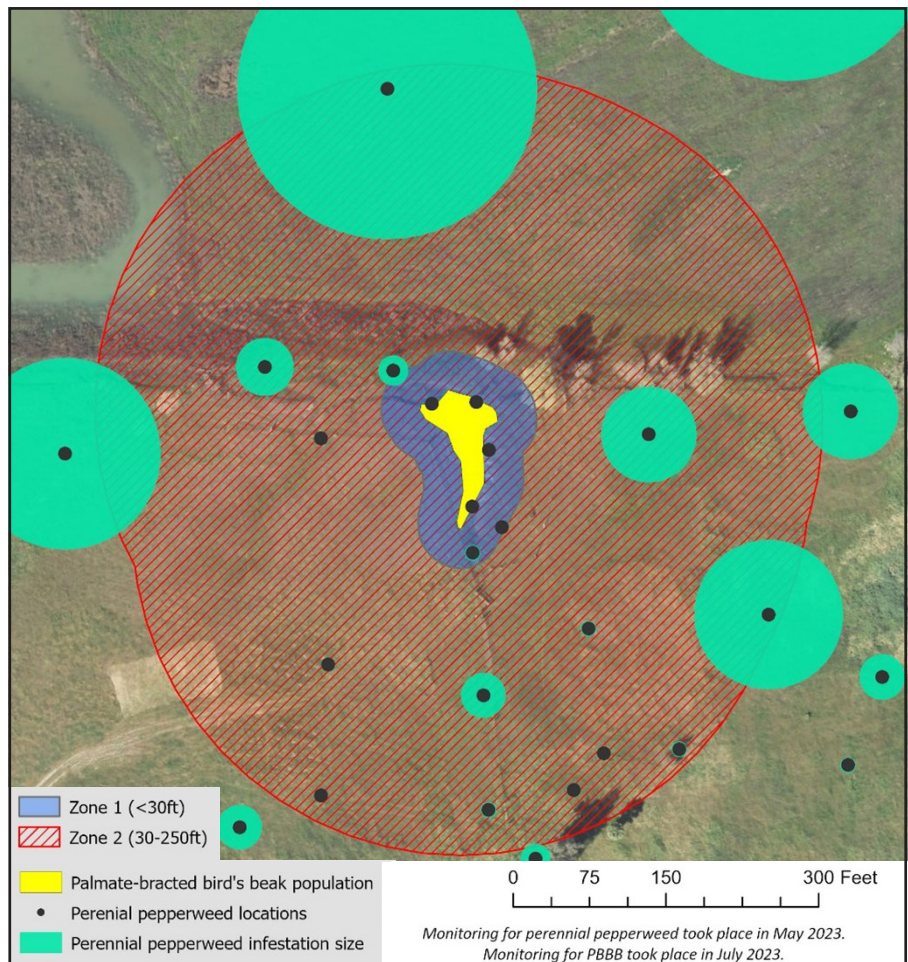 Zone 1 (<30ft)
Zone 2 (30-250ft)
Palmate-bracted bird's beak population
Perenial pepperweed locations
Perennial pepperweed infestation size
0 75 150 300 Feet
Monitoring for perennial pepperweed took place in May 2023.
Monitoring for PBBB took place in July 2023.